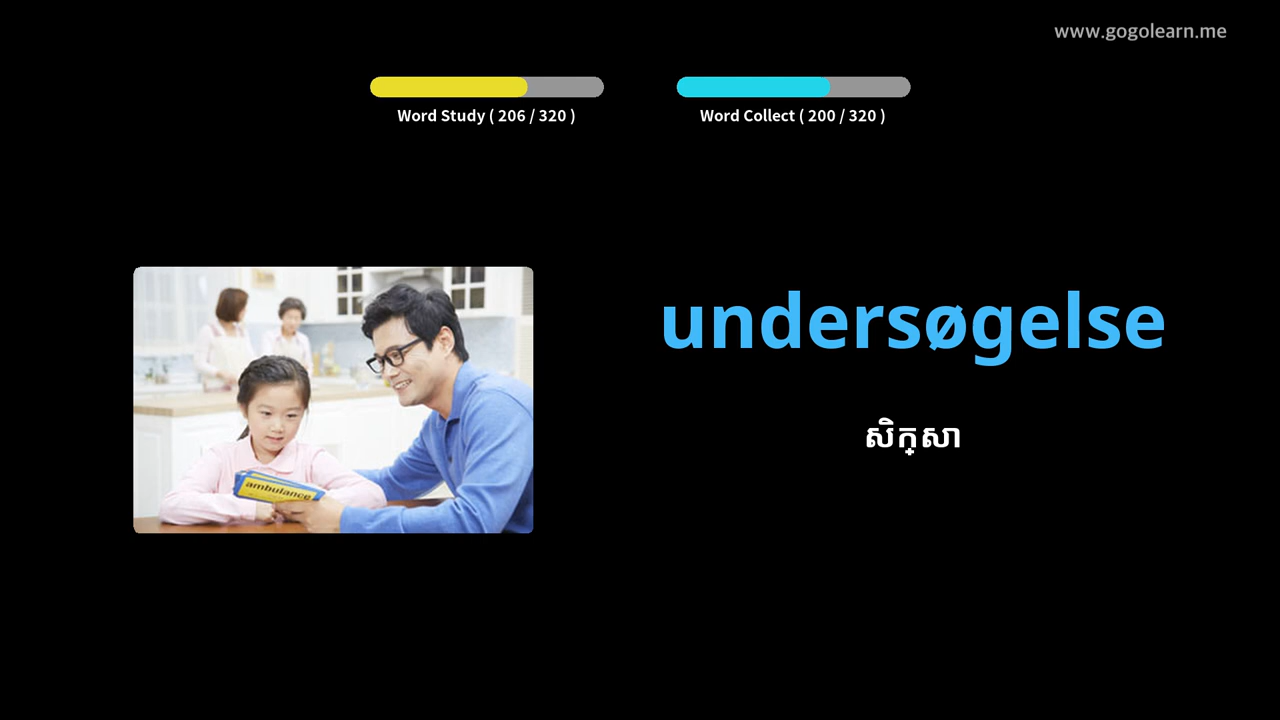 www.gogolearn.me
Word Study ( 206 / 320 )
Word Collect ( 200 / 320 )
undersøgelse
សិក្សា
ambulance